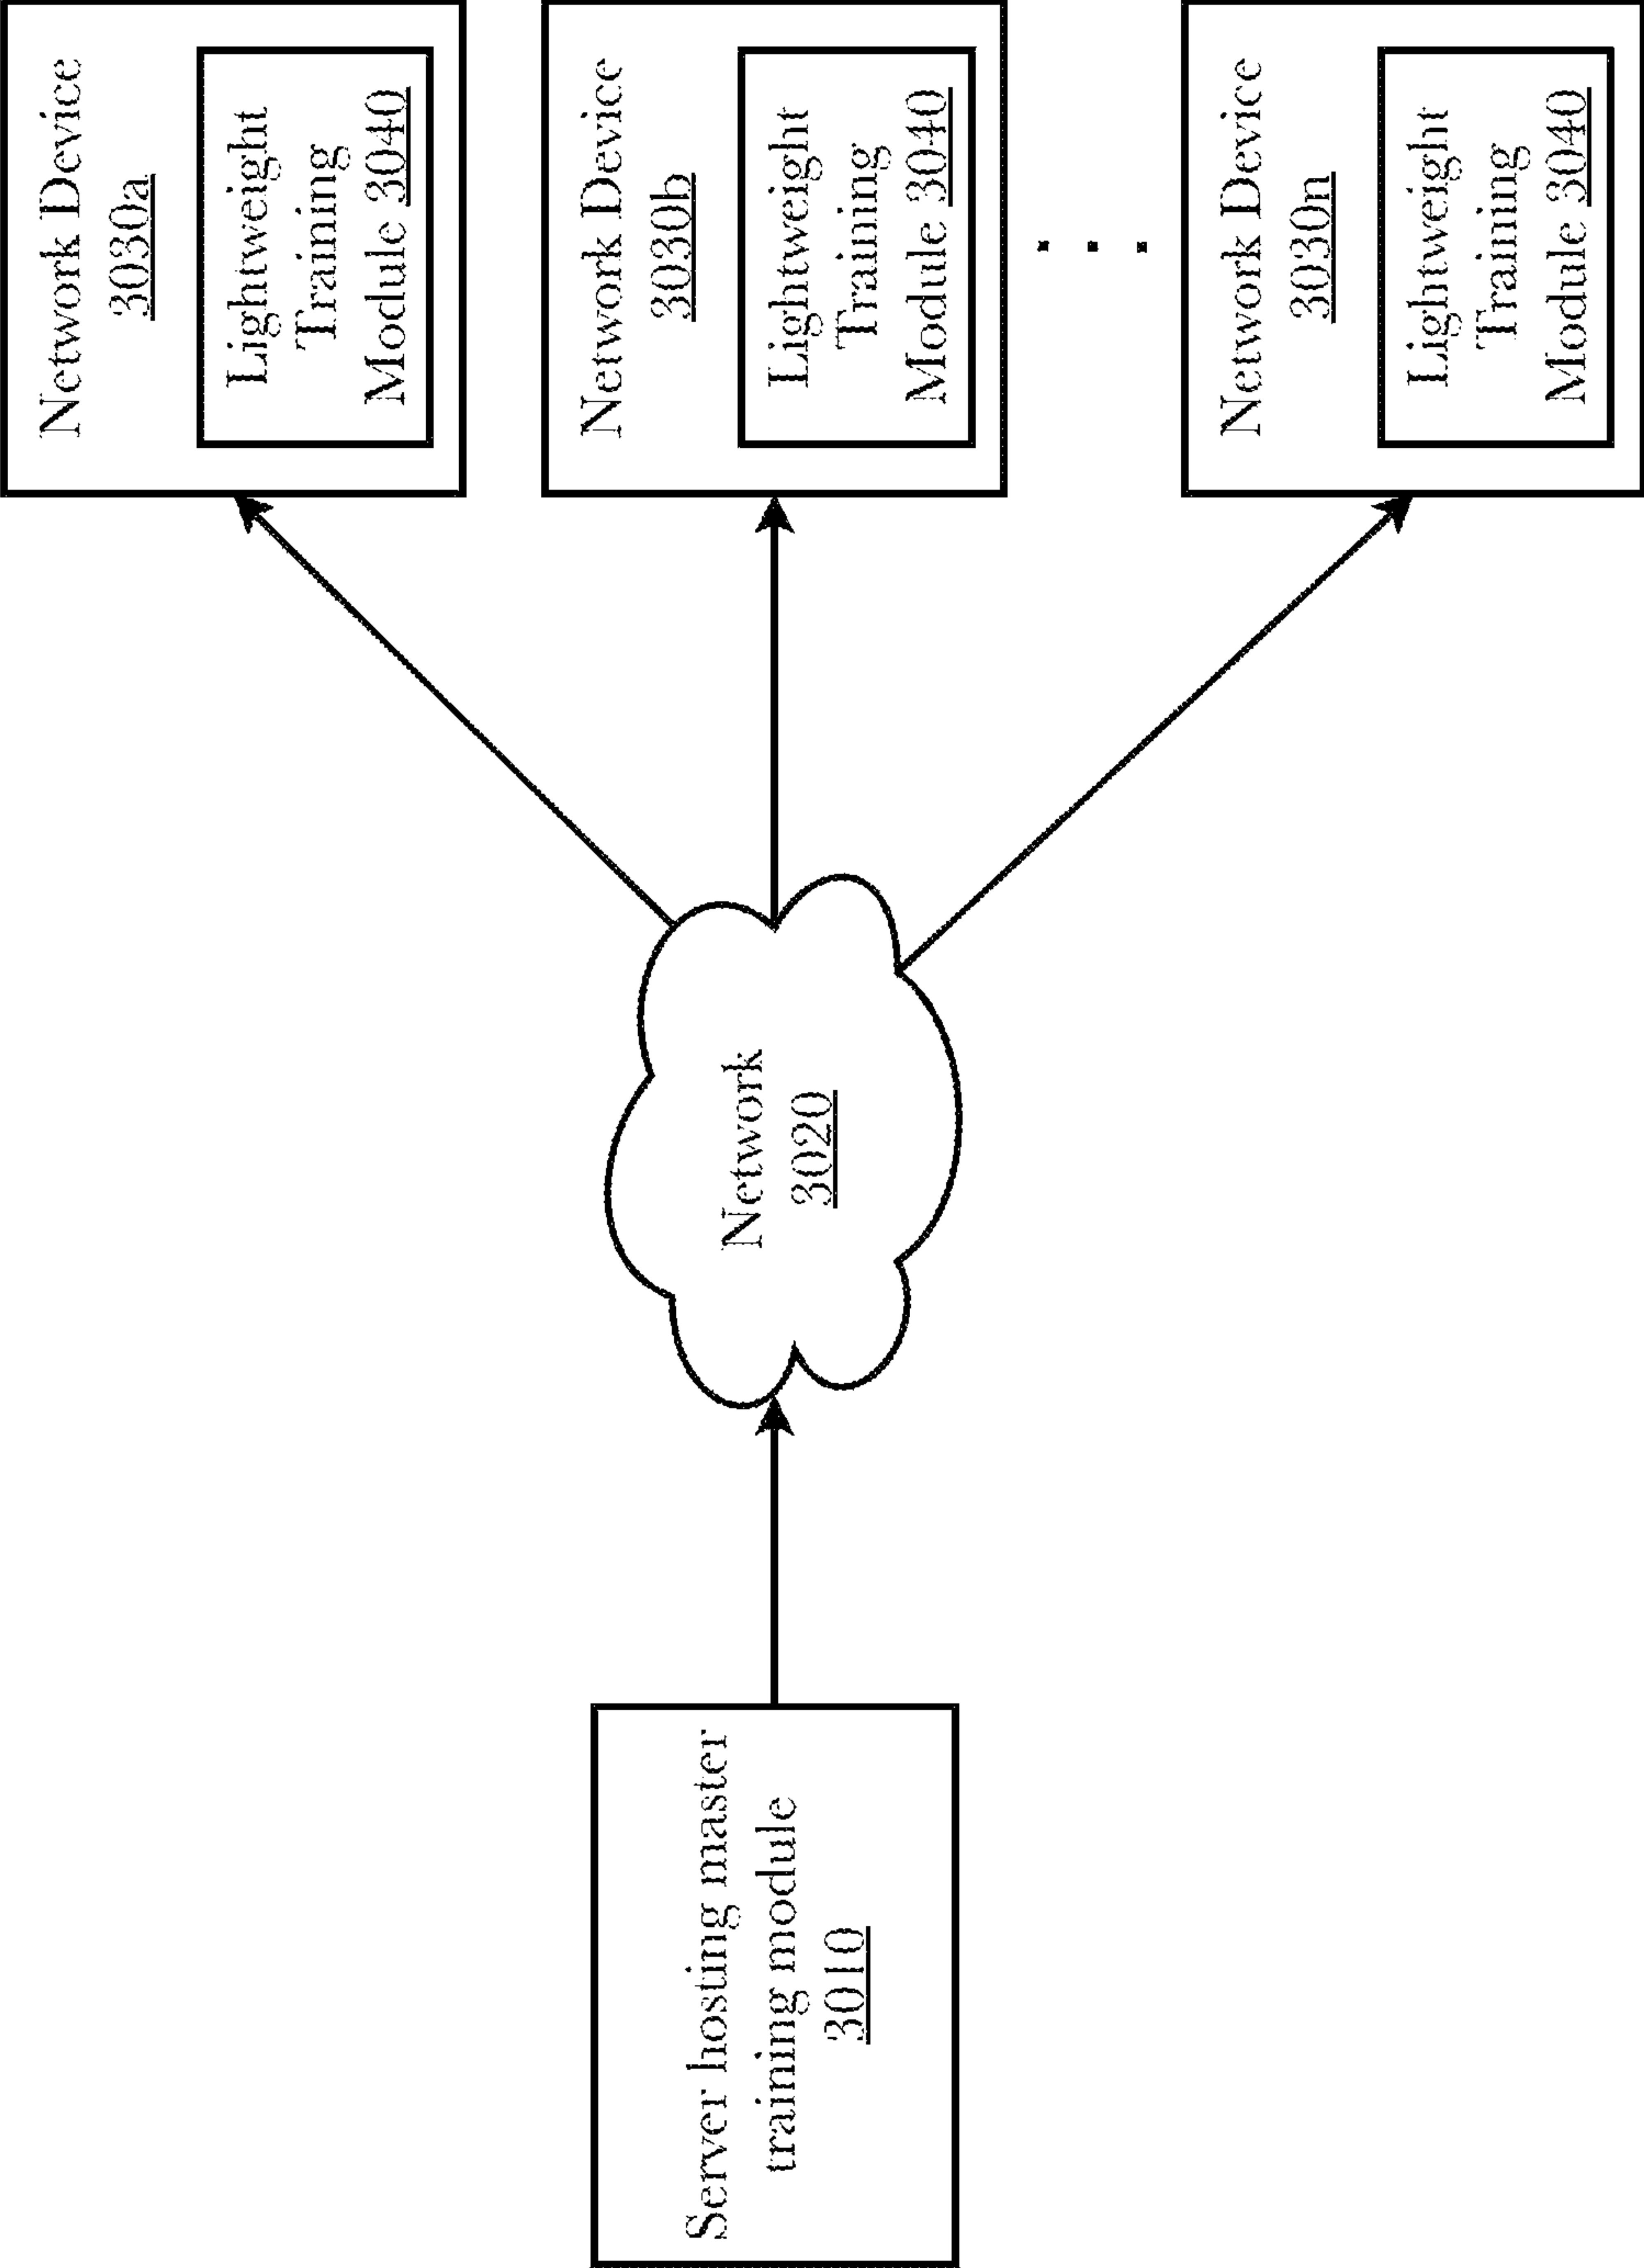 Server hosting master
training module
3010
Network
3020
Network Device
3030a
Lightweight
Training
Module 3040
Network Device
3030b
Lightweight
Training
Module 3040
Network Device
3030n
Lightweight
Training
Module 3040